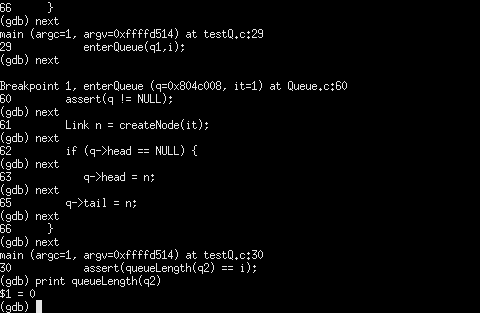 66      }
(gdb) next
main (argc=1, argv=0xffffd514) at testQ.c:29
29           enterQueue(q1,i);
(gdb) next
Breakpoint 1, enterQueue (q=0x804c008, it=1) at Queue.c:60
60        assert(q != NULL);
(gdb) next
61        Link n = createNode(it);
(gdb) next
62        if (q->head == NULL) {
(gdb) next
63           q->head = n;
(gdb) next
65        q->tail = n;
(gdb) next
66      }
(gdb) next
main (argc=1, argv=0xffffd514) at testQ.c:30
30           assert(queueLength(q2) == i);
(gdb) print queueLength(q2)
$1 = 0
(gdb)